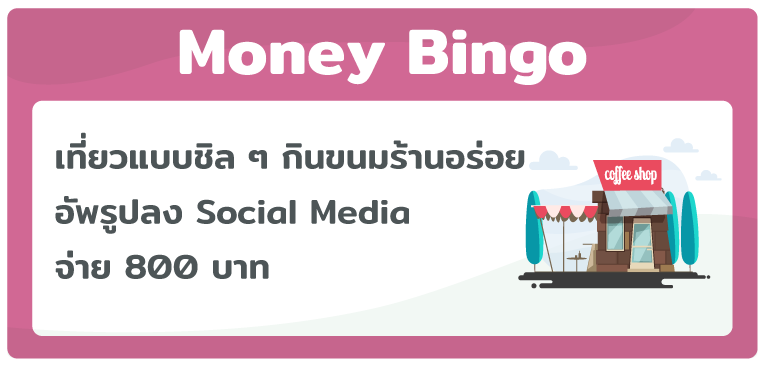 Money Bingo
เที่ยวแบบชิล ๆ กินขนมร้านอร่อย
อัพรูปลง Social Media
จ่าย 800 บาท
coffee shop